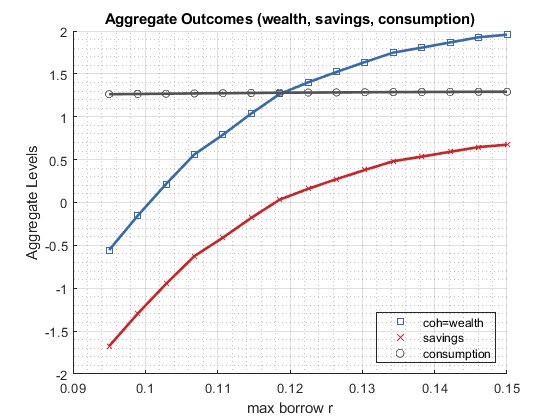 Aggregate Outcomes (wealth, savings, consumption)
2
1.5
1
0.5
0
-0.5
-1
-1.5
-2
Aggregate Levels
coh=wealth
savings
consumption
0.09 0.1 0.11 0.12 0.13 0.14 0.15
max borrow r